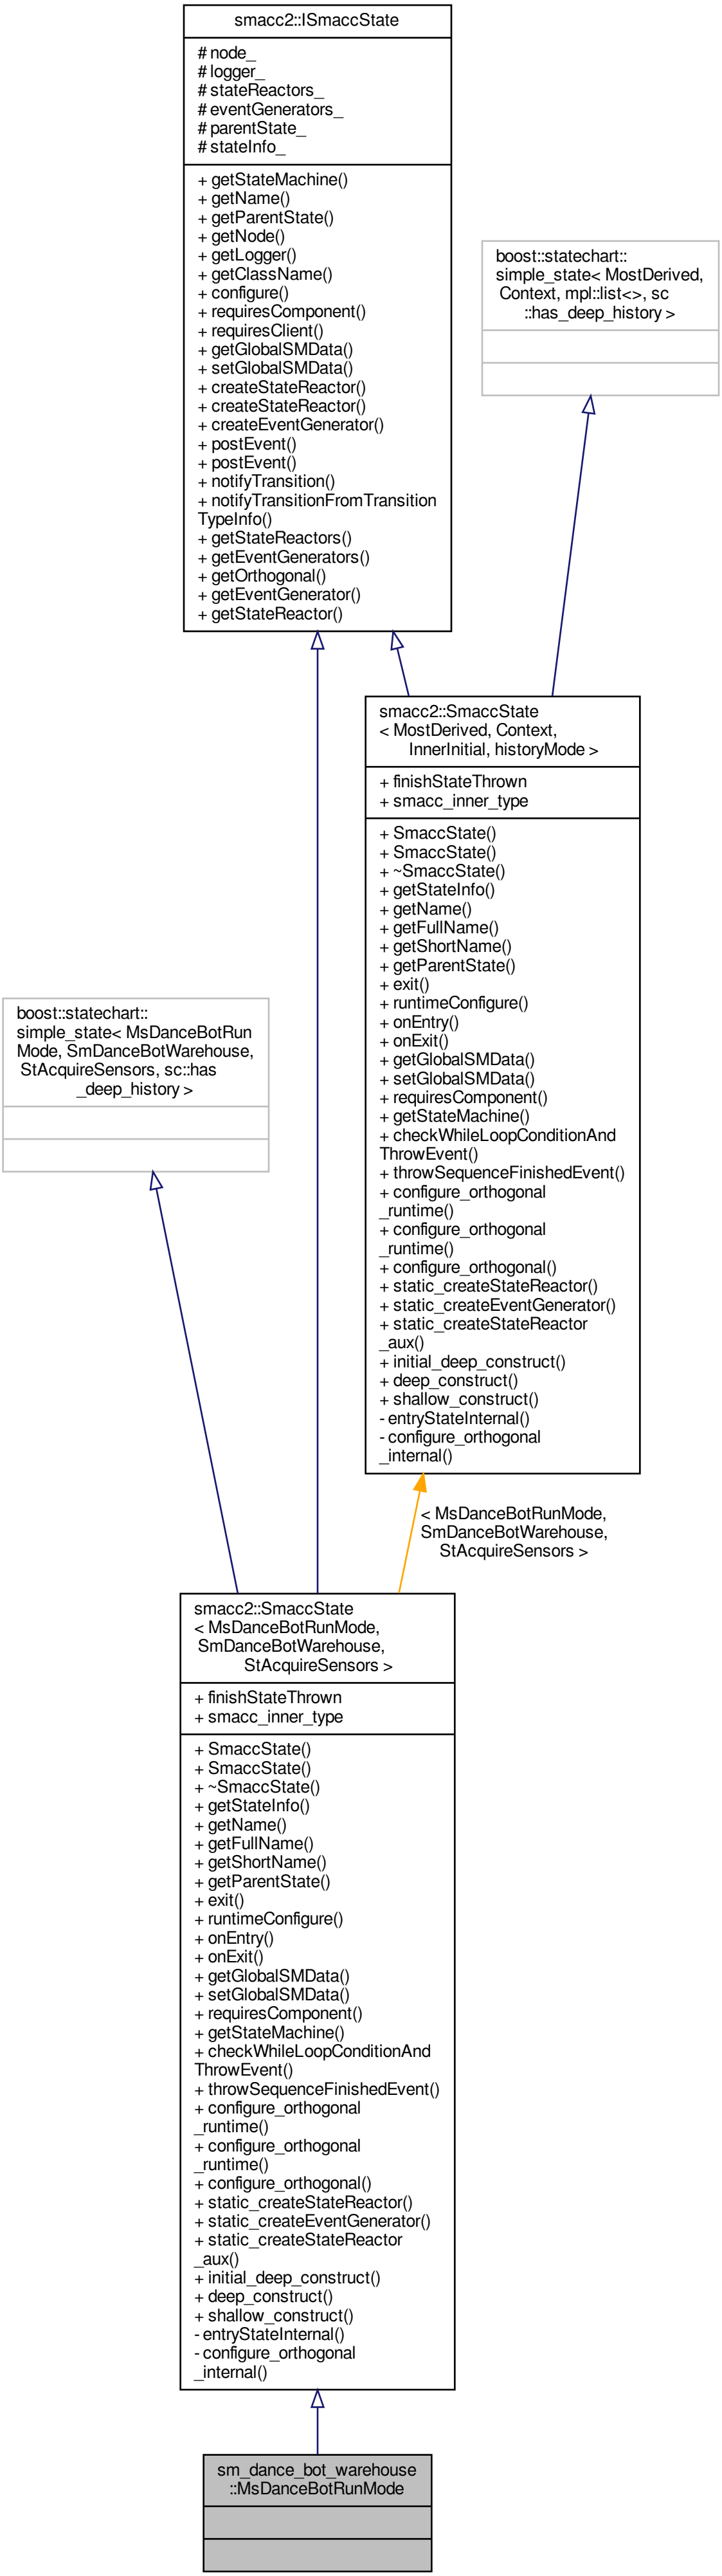 smacc2::ISmaccState
# node_
# logger_
# stateReactors_
# eventGenerators_
# parentState_
# stateInfo_
+ getStateMachine()
+ getName()
+ getParentState()
+ getNode()
+ getLogger()
+ getClassName()
+ configure()
+ requiresComponent()
+ requiresClient()
+ getGlobalSMData()
+ setGlobalSMData()
+ createStateReactor()
+ createStateReactor()
+ createEventGenerator()
+ postEvent()
+ postEvent()
+ notifyTransition()
+ notifyTransitionFromTransition
TypeInfo()
+ getStateReactors()
+ getEventGenerators()
+ getOrthogonal()
+ getEventGenerator()
+ getStateReactor()
boost::statechart::
simple_state< MostDerived,
Context, mpl::list<>, sc
::has_deep_history >
smacc2::SmaccState
< MostDerived, Context,
InnerInitial, historyMode >
+ finishStateThrown
+ smacc_inner_type
+ SmaccState()
+ SmaccState()
+ ~SmaccState()
+ getStateInfo()
+ getName()
+ getFullName()
+ getShortName()
+ getParentState()
+ exit()
+ runtimeConfigure()
+ onEntry()
+ onExit()
+ getGlobalSMData()
+ setGlobalSMData()
+ requiresComponent()
+ getStateMachine()
+ checkWhileLoopConditionAnd
ThrowEvent()
+ throwSequenceFinishedEvent()
+ configure_orthogonal
_runtime()
+ configure_orthogonal
_runtime()
+ configure_orthogonal()
+ static_createStateReactor()
+ static_createEventGenerator()
+ static_createStateReactor
_aux()
+ initial_deep_construct()
+ deep_construct()
+ shallow_construct()
- entryStateInternal()
- configure_orthogonal
_internal()
boost::statechart::
simple_state< MsDanceBotRun
Mode, SmDanceBotWarehouse,
StAcquireSensors, sc::has
_deep_history >
< MsDanceBotRunMode,
SmDanceBotWarehouse,
StAcquireSensors >
smacc2::SmaccState
< MsDanceBotRunMode,
SmDanceBotWarehouse,
StAcquireSensors >
+ finishStateThrown
+ smacc_inner_type
+ SmaccState()
+ SmaccState()
+ ~SmaccState()
+ getStateInfo()
+ getName()
+ getFullName()
+ getShortName()
+ getParentState()
+ exit()
+ runtimeConfigure()
+ onEntry()
+ onExit()
+ getGlobalSMData()
+ setGlobalSMData()
+ requiresComponent()
+ getStateMachine()
+ checkWhileLoopConditionAnd
ThrowEvent()
+ throwSequenceFinishedEvent()
+ configure_orthogonal
_runtime()
+ configure_orthogonal
_runtime()
+ configure_orthogonal()
+ static_createStateReactor()
+ static_createEventGenerator()
+ static_createStateReactor
_aux()
+ initial_deep_construct()
+ deep_construct()
+ shallow_construct()
- entryStateInternal()
- configure_orthogonal
_internal()
sm_dance_bot_warehouse
::MsDanceBotRunMode